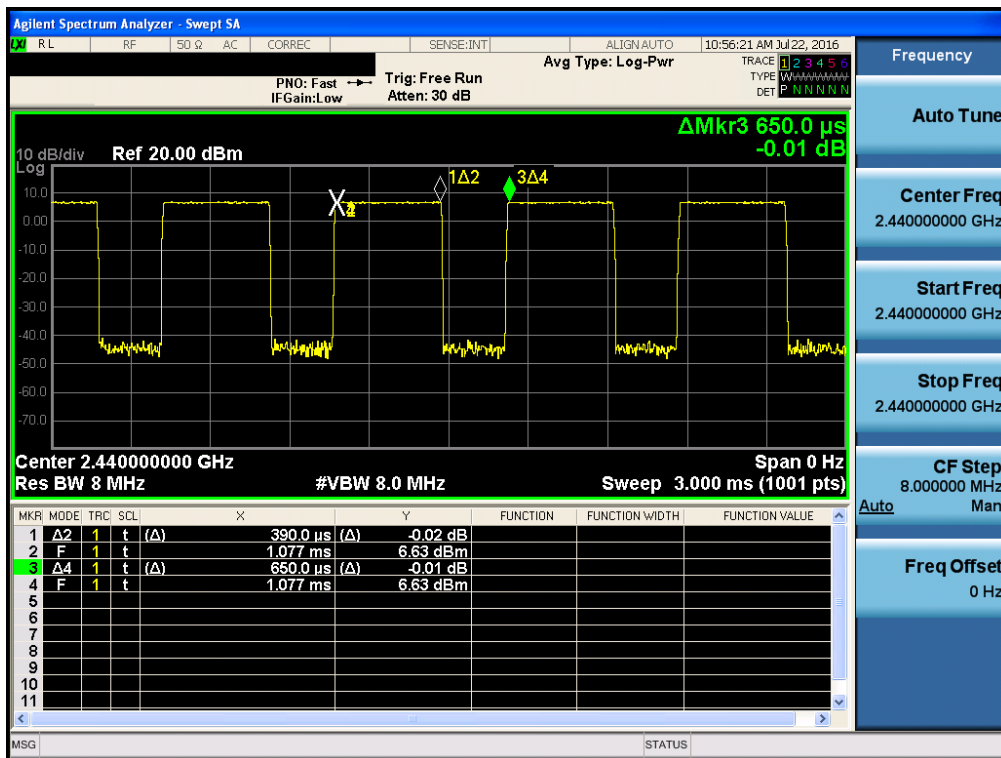 Agilent Spectrum Analyzer - Swept SA
LXI RL RF 50 Ω AC CORREC SENSE:INT ALIGN AUTO 10:56:21 AM Jul 22, 2016
Frequency
Avg Type: Log-Pwr
TRACE 1 2 3 4 5 6
PNO: Fast Trig: Free Run
TYPE WWWWWW
IFGain:Low Atten: 30 dB
DET P N N N N N
Auto Tune
ΔMkr3 650.0 µs
-0.01 dB
10 dB/div Ref 20.00 dBm
Log
1Δ2 3Δ4
10.0
0.00
-10.0
-20.0
-30.0
-40.0
-50.0
-60.0
-70.0
Center 2.440000000 GHz Span 0 Hz
Res BW 8 MHz #VBW 8.0 MHz Sweep 3.000 ms (1001 pts)
Center Freq
2.440000000 GHz
Start Freq
2.440000000 GHz
Stop Freq
2.440000000 GHz
CF Step
8.000000 MHz
Auto Man
Freq Offset
0 Hz
MKR MODE TRC SCL X Y FUNCTION FUNCTION WIDTH FUNCTION VALUE
1 Δ2 1 t (Δ) 390.0 µs (Δ) -0.02 dB
2 F 1 t 1.077 ms 6.63 dBm
3 Δ4 1 t (Δ) 650.0 µs (Δ) -0.01 dB
4 F 1 t 1.077 ms 6.63 dBm
5
6
7
8
9
10
11
MSG STATUS